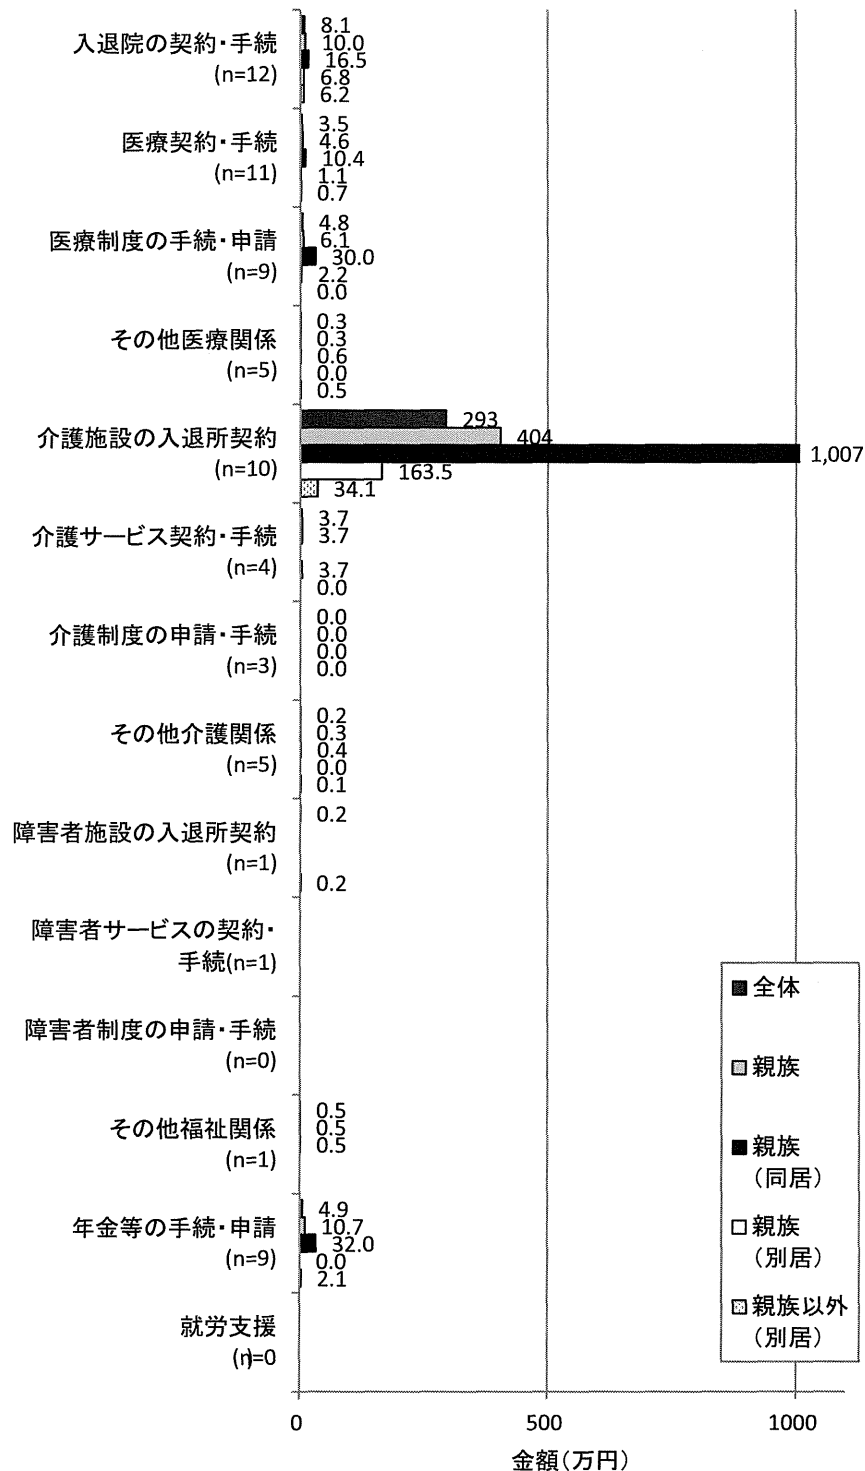 入退院の契約・手続
(n=12)
8.1
10.0
16.5
6.8
6.2
医療契約・手続
(n=11)
3.5
4.6
10.4
1.1
0.7
医療制度の手続・申請
(n=9)
4.8
6.1
30.0
2.2
0.0
その他医療関係
(n=5)
0.3
0.3
0.6
0.0
0.5
介護施設の入退所契約
(n=10)
293
404
1,007
163.5
34.1
介護サービス契約・手続
(n=4)
3.7
3.7
3.7
0.0
介護制度の申請・手続
(n=3)
0.0
0.0
0.0
0.0
その他介護関係
(n=5)
0.2
0.3
0.4
0.0
0.1
障害者施設の入退所契約
(n=1)
0.2
0.2
障害者サービスの契約・
手続(n=1)
障害者制度の申請・手続
(n=0)
その他福祉関係
(n=1)
0.5
0.5
0.5
年金等の手続・申請
(n=9)
4.9
10.7
32.0
0.0
2.1
就労支援
(n)=0
全体
親族
親族
(同居)
親族
(別居)
親族以外
(別居)
0
500
1000
金額(万円)